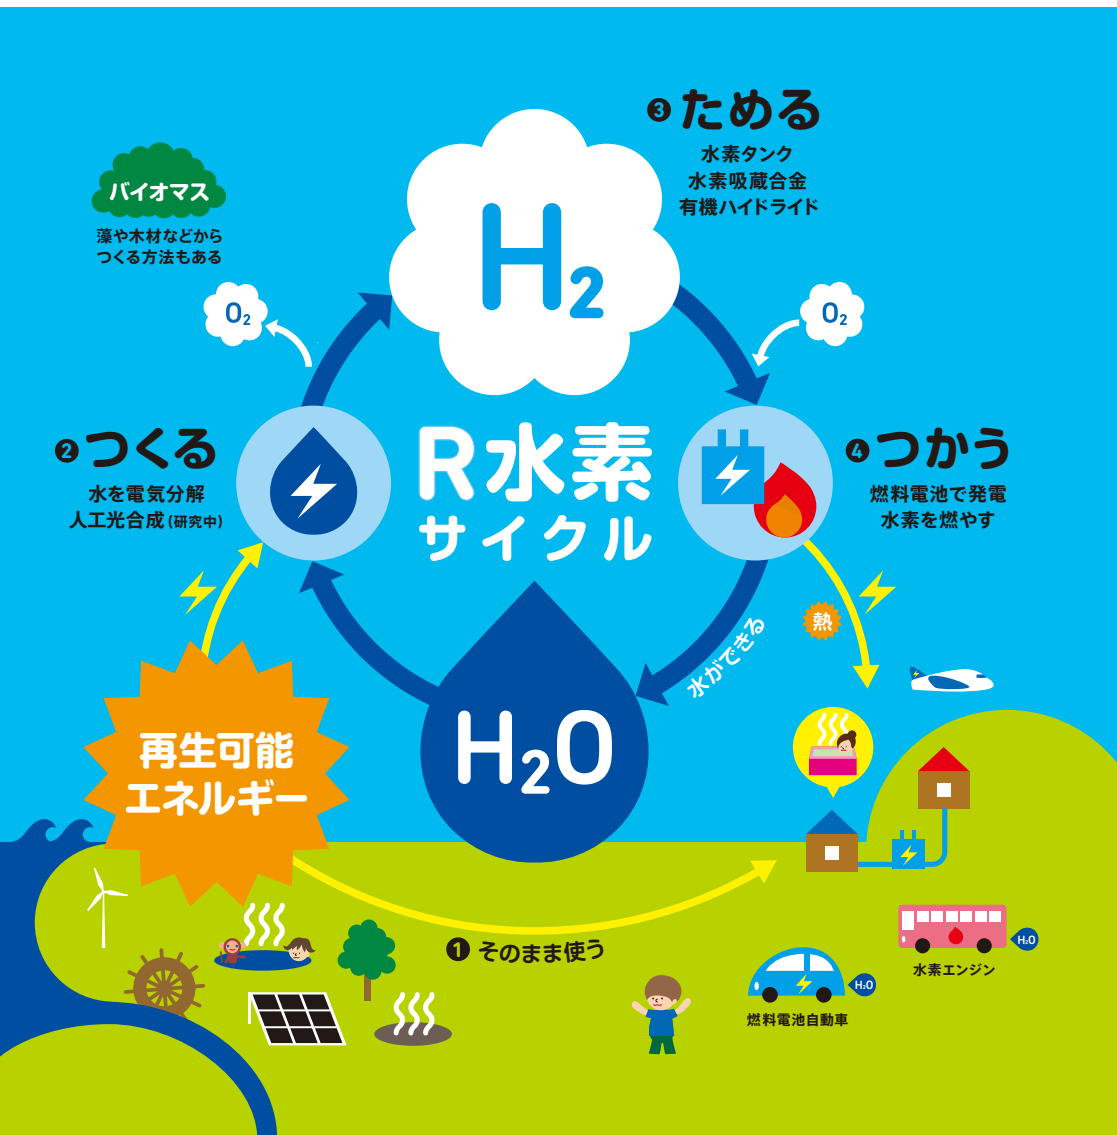 ❸ ためる
水素タンク
水素吸蔵合金
有機ハイドライド
バイオマス
藻や木材などから
つくる方法もある
H₂
O₂
O₂
❷ つくる
水を電気分解
人工光合成(研究中)
R水素
サイクル
❹ つかう
燃料電池で発電
水素を燃やす
熱
水ができる
H₂O
再生可能
エネルギー
❶ そのまま使う
H₂O
水素エンジン
H₂O
燃料電池自動車